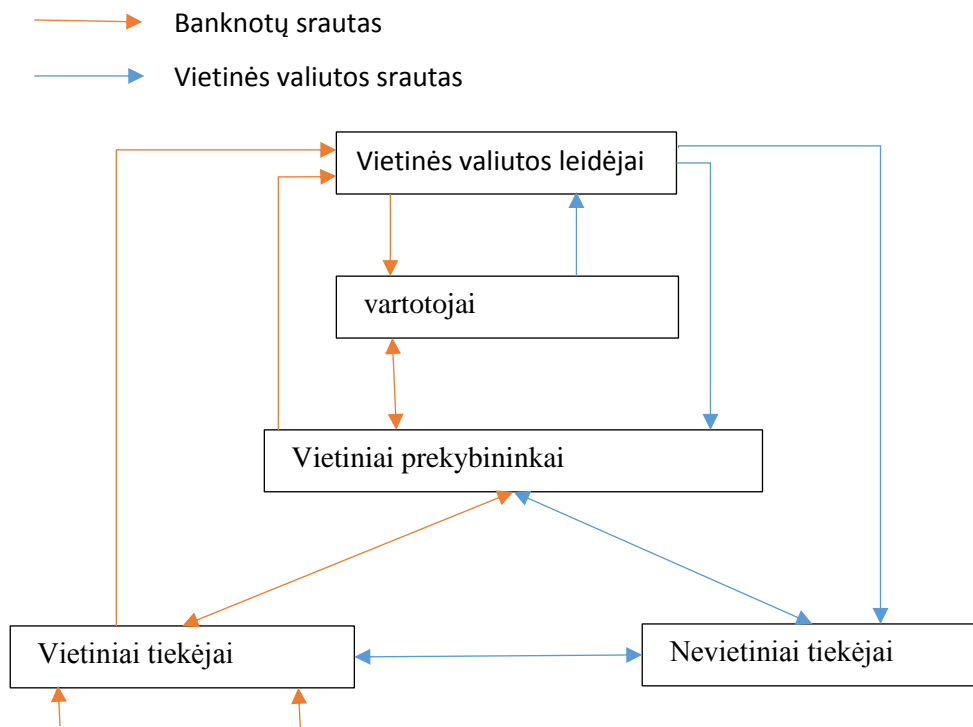 Banknotų srautas
Vietinės valiutos srautas
Vietinės valiutos leidėjai
vartotojai
Vietiniai prekybininkai
Vietiniai tiekėjai
Nevietiniai tiekėjai